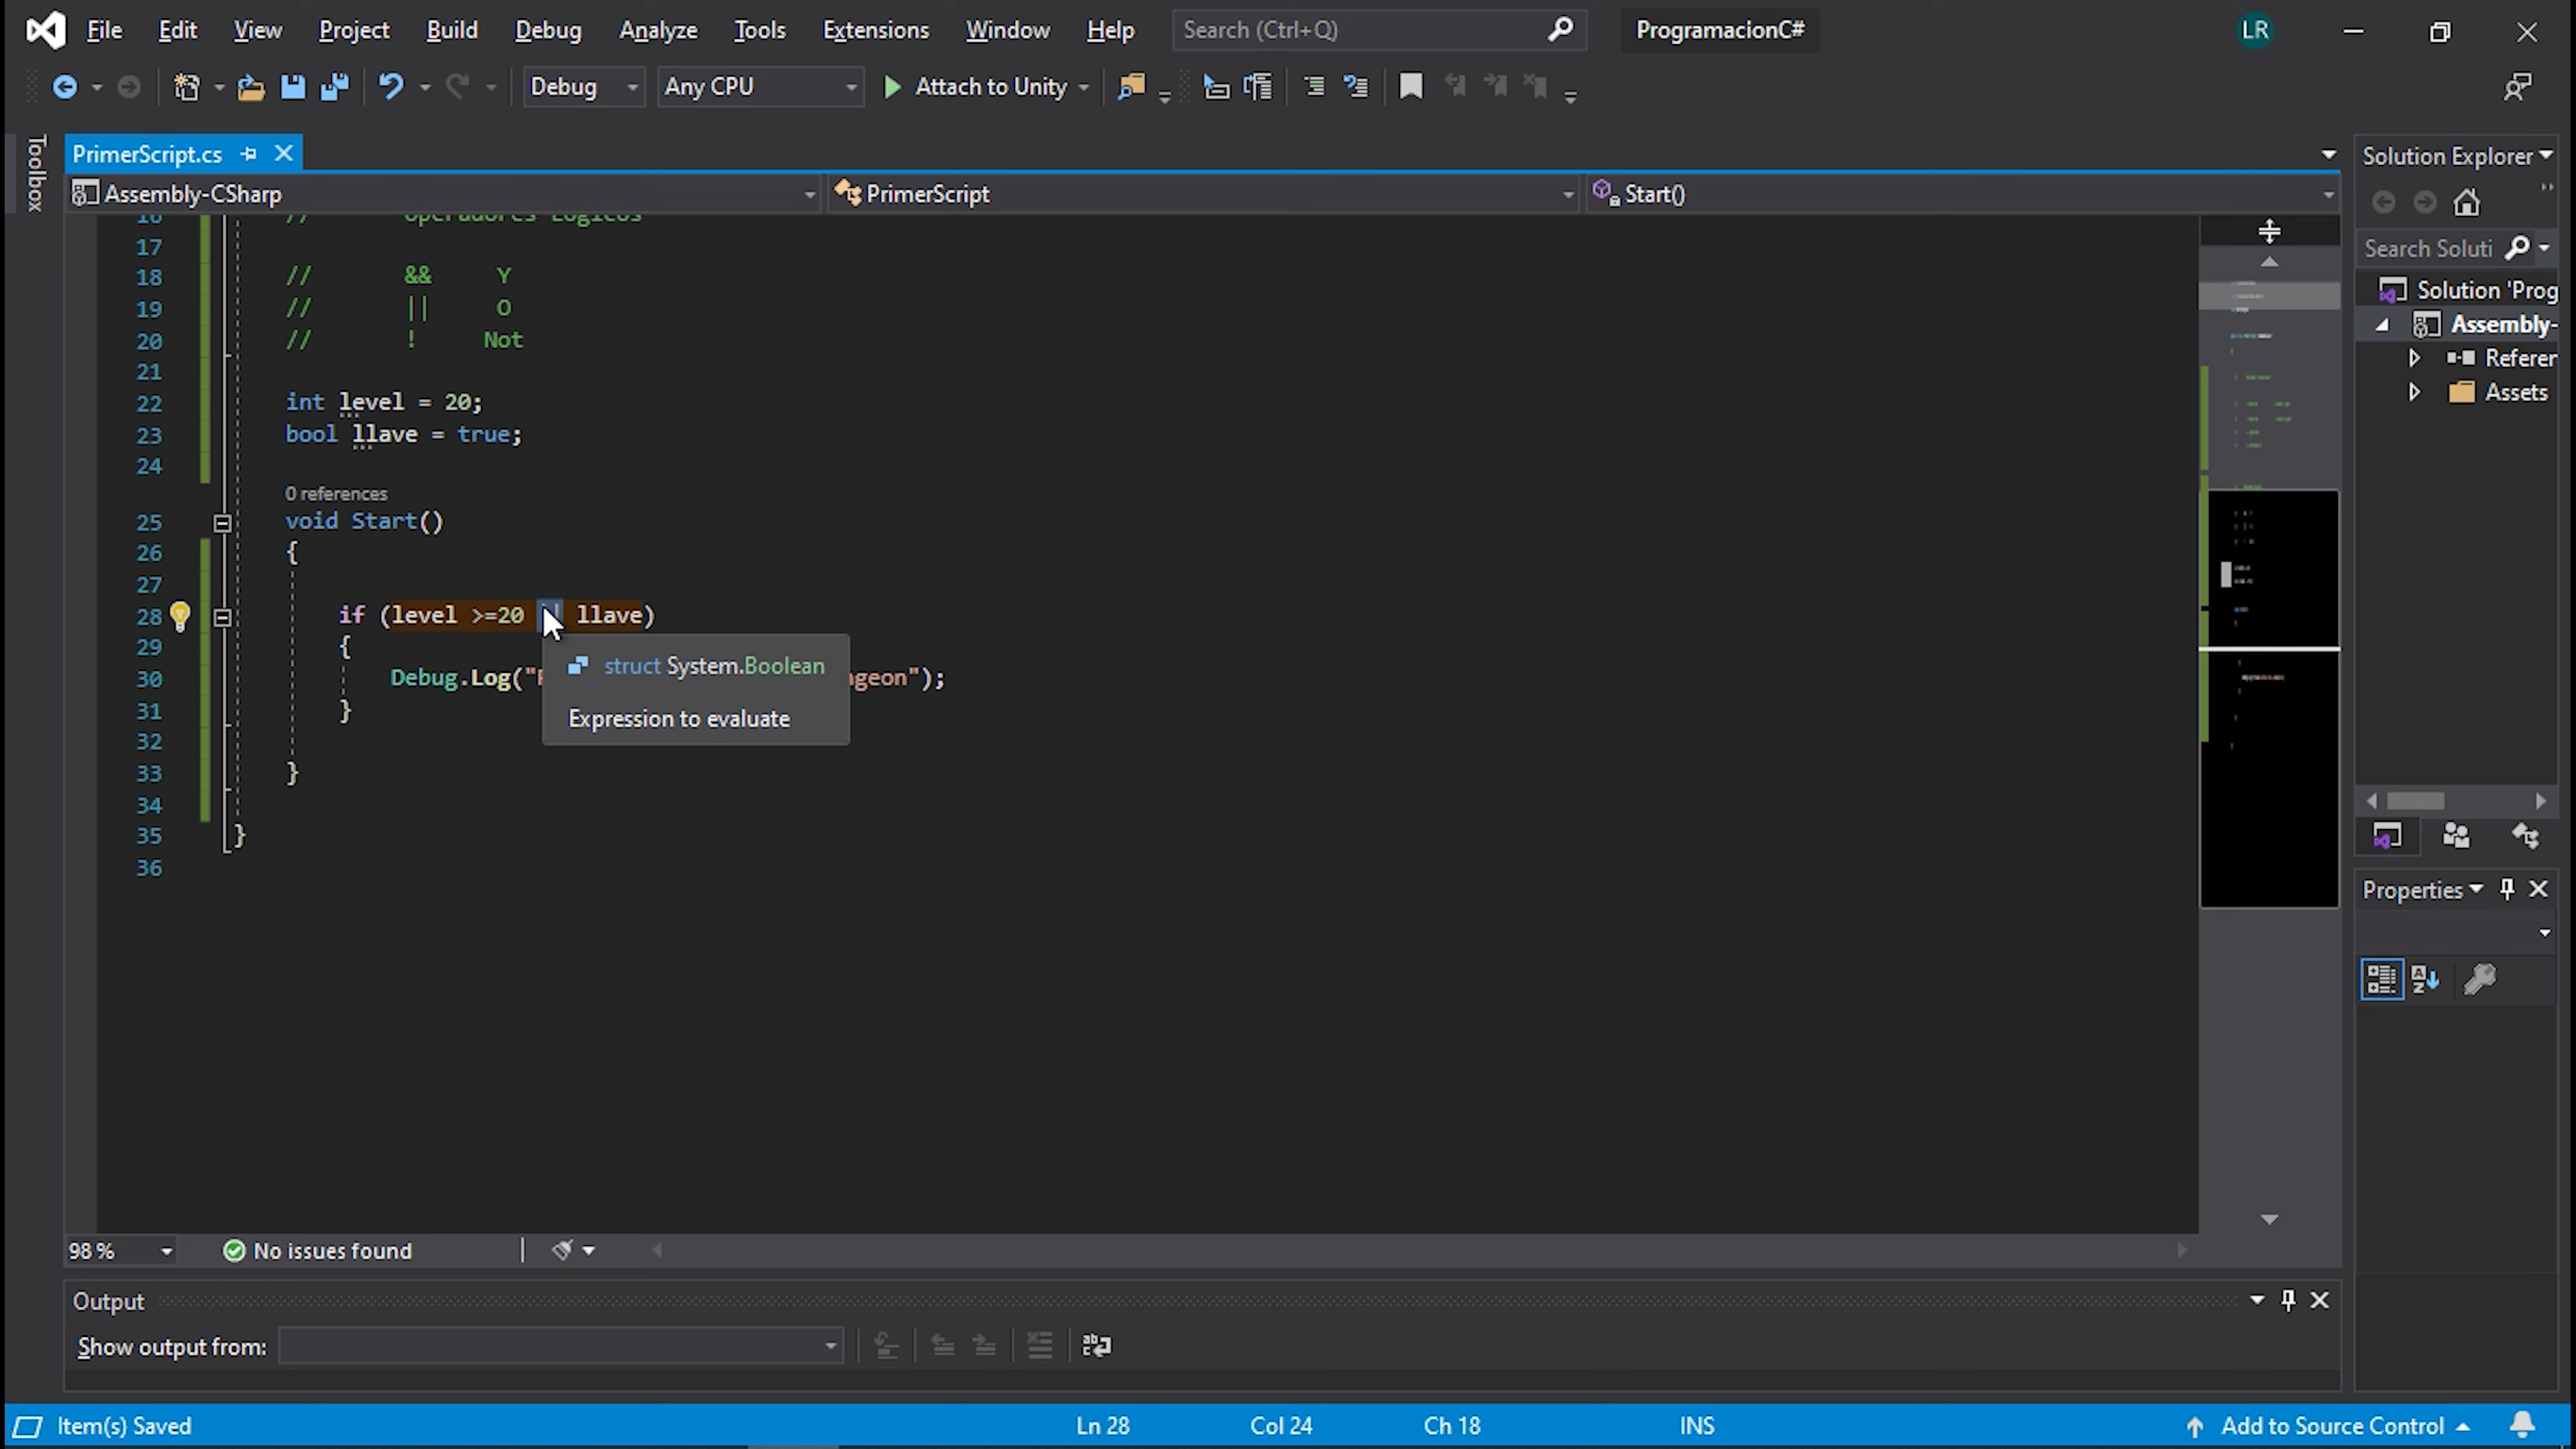 File Edit View Project Build Debug Analyze Tools Extensions Window Help Search (Ctrl+Q) ProgramacionC# LR
Debug Any CPU Attach to Unity
Toolbox
PrimerScript.cs
Assembly-CSharp PrimerScript Start()
16 // Operadores Logicos
17
18 // && Y
19 // || O
20 // ! Not
21
22 int level = 20;
23 bool llave = true;
24
0 references
25 void Start()
26 {
27
28 if (level >=20 || llave)
29 {
struct System.Boolean
30 Debug.Log(" ngeon");
31 }
Expression to evaluate
32
33 }
34
35 }
36
98 % No issues found
Output
Show output from:
Item(s) Saved Ln 28 Col 24 Ch 18 INS Add to Source Control
Solution Explorer
Search Soluti
Solution 'Prog
Assembly-
Referen
Assets
Properties